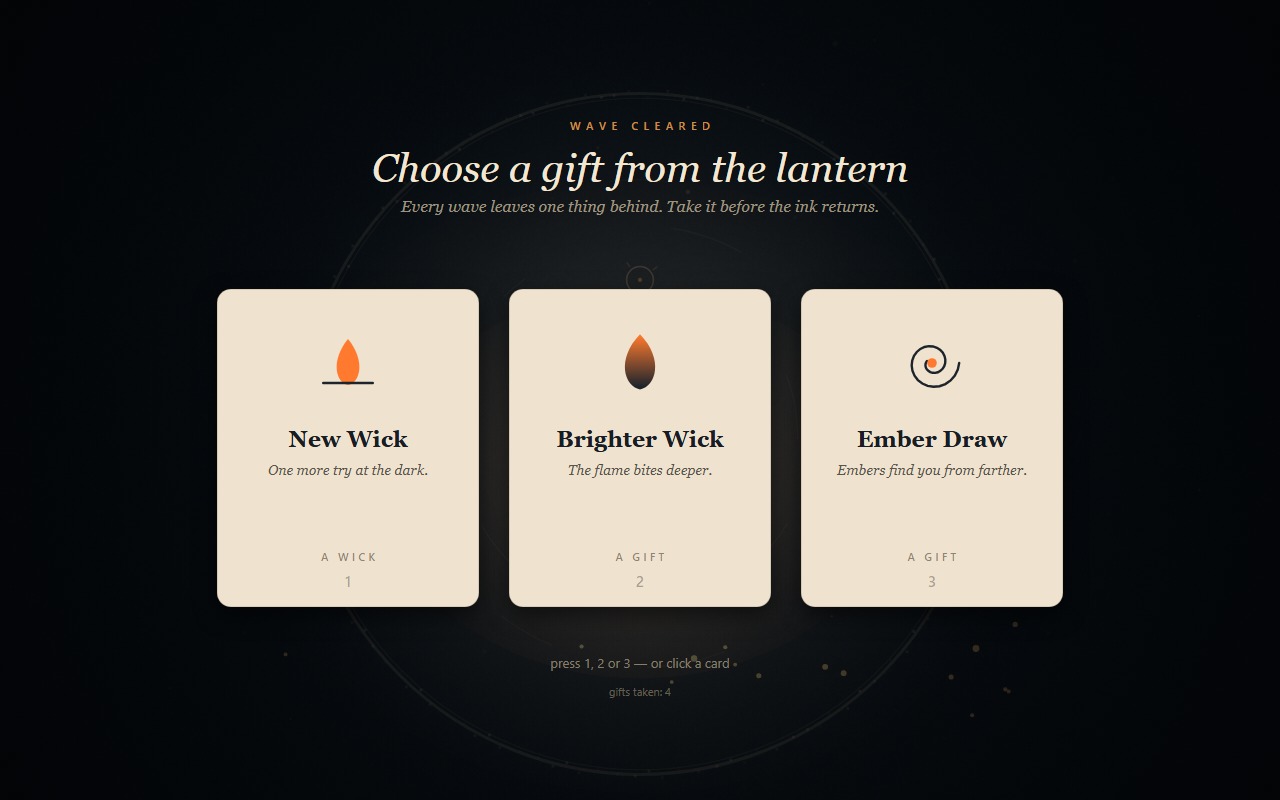 WAVE CLEARED
Choose a gift from the lantern
Every wave leaves one thing behind. Take it before the ink returns.
New Wick
One more try at the dark.
A WICK
1
Brighter Wick
The flame bites deeper.
A GIFT
2
Ember Draw
Embers find you from farther.
A GIFT
3
press 1, 2 or 3 — or click a card
gifts taken: 4